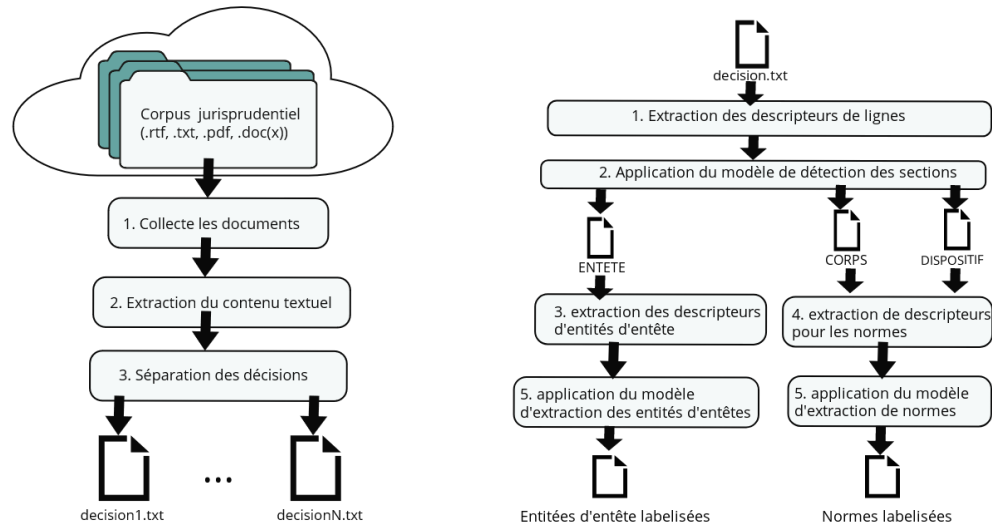 Corpus jurisprudentiel
(.rtf, .txt, .pdf, .doc(x))
1. Collecte les documents
2. Extraction du contenu textuel
3. Séparation des décisions
...
decision1.txt
decisionN.txt
decision.txt
1. Extraction des descripteurs de lignes
2. Application du modèle de détection des sections
ENTETE
CORPS
DISPOSITIF
3. extraction des descripteurs
d'entités d'entête
4. extraction de descripteurs
pour les normes
5. application du modèle
d'extraction des entités d'entêtes
5. application du modèle
d'extraction de normes
Entitées d'entête labelisées
Normes labelisées